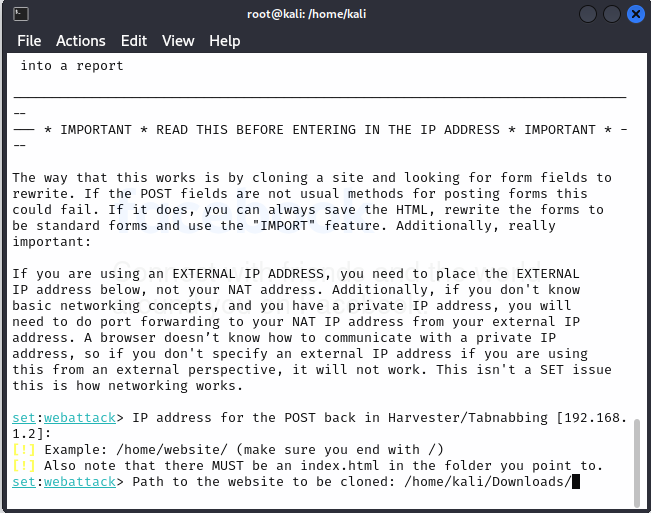 root@kali: /home/kali
File Actions Edit View Help
into a report
--
--- * IMPORTANT * READ THIS BEFORE ENTERING IN THE IP ADDRESS * IMPORTANT * -
--
The way that this works is by cloning a site and looking for form fields to
rewrite. If the POST fields are not usual methods for posting forms this
could fail. If it does, you can always save the HTML, rewrite the forms to
be standard forms and use the "IMPORT" feature. Additionally, really
important:
If you are using an EXTERNAL IP ADDRESS, you need to place the EXTERNAL
IP address below, not your NAT address. Additionally, if you don't know
basic networking concepts, and you have a private IP address, you will
need to do port forwarding to your NAT IP address from your external IP
address. A browser doesn’t know how to communicate with a private IP
address, so if you don't specify an external IP address if you are using
this from an external perspective, it will not work. This isn't a SET issue
this is how networking works.
set:webattack> IP address for the POST back in Harvester/Tabnabbing [192.168.
1.2]:
[!] Example: /home/website/ (make sure you end with /)
[!] Also note that there MUST be an index.html in the folder you point to.
set:webattack> Path to the website to be cloned: /home/kali/Downloads/